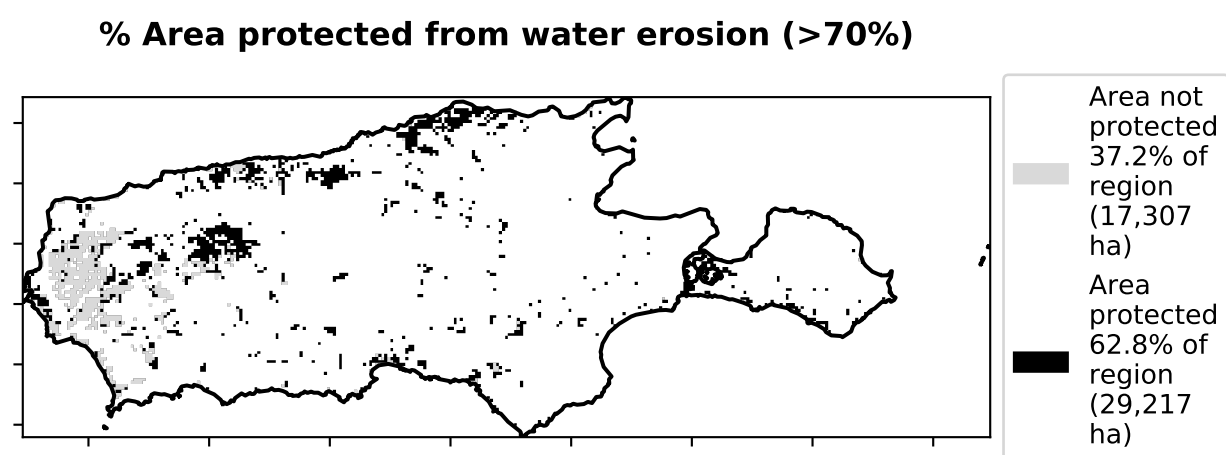 % Area protected from water erosion (>70%)
Area not
protected
37.2% of
region
(17,307
ha)
Area
protected
62.8% of
region
(29,217
ha)